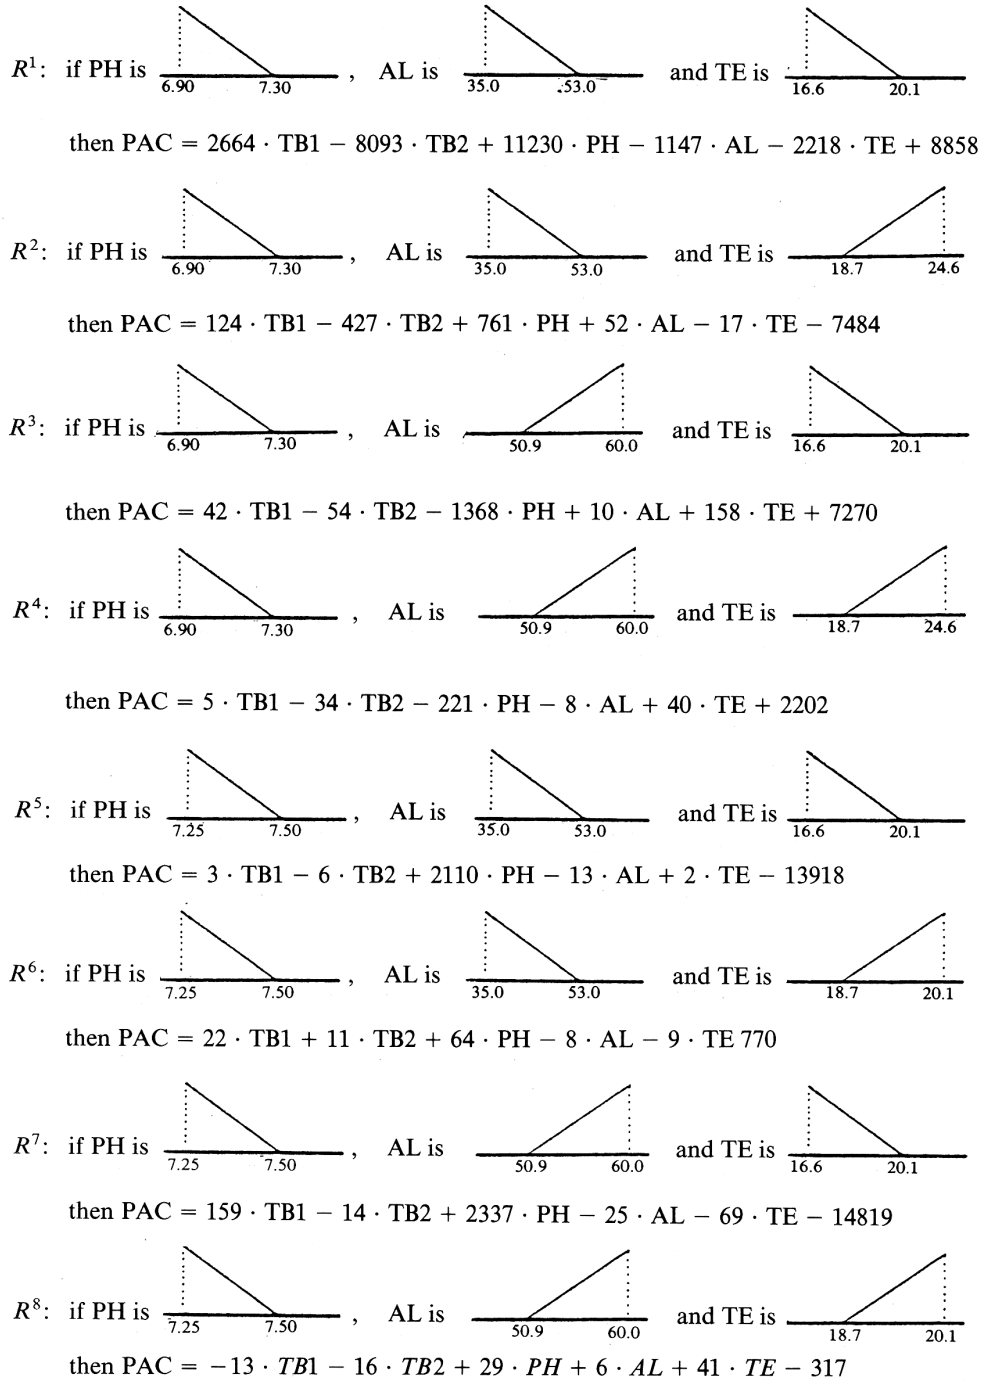 R¹: if PH is , AL is and TE is
6.90 7.30 35.0 53.0 16.6 20.1
then PAC = 2664 · TB1 − 8093 · TB2 + 11230 · PH − 1147 · AL − 2218 · TE + 8858
R²: if PH is , AL is and TE is
6.90 7.30 35.0 53.0 18.7 24.6
then PAC = 124 · TB1 − 427 · TB2 + 761 · PH + 52 · AL − 17 · TE − 7484
R³: if PH is , AL is and TE is
6.90 7.30 50.9 60.0 16.6 20.1
then PAC = 42 · TB1 − 54 · TB2 − 1368 · PH + 10 · AL + 158 · TE + 7270
R⁴: if PH is , AL is and TE is
6.90 7.30 50.9 60.0 18.7 24.6
then PAC = 5 · TB1 − 34 · TB2 − 221 · PH − 8 · AL + 40 · TE + 2202
R⁵: if PH is , AL is and TE is
7.25 7.50 35.0 53.0 16.6 20.1
then PAC = 3 · TB1 − 6 · TB2 + 2110 · PH − 13 · AL + 2 · TE − 13918
R⁶: if PH is , AL is and TE is
7.25 7.50 35.0 53.0 18.7 20.1
then PAC = 22 · TB1 + 11 · TB2 + 64 · PH − 8 · AL − 9 · TE 770
R⁷: if PH is , AL is and TE is
7.25 7.50 50.9 60.0 16.6 20.1
then PAC = 159 · TB1 − 14 · TB2 + 2337 · PH − 25 · AL − 69 · TE − 14819
R⁸: if PH is , AL is and TE is
7.25 7.50 50.9 60.0 18.7 20.1
then PAC = −13 · TB1 − 16 · TB2 + 29 · PH + 6 · AL + 41 · TE − 317